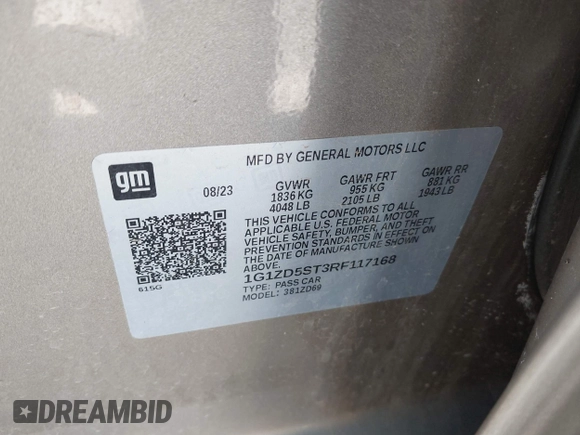 gm
MFD BY GENERAL MOTORS LLC
08/23
GVWR GAWR FRT GAWR RR
1836 KG 955 KG 881 KG
4048 LB 2105 LB 1943 LB
THIS VEHICLE CONFORMS TO ALL
APPLICABLE U.S. FEDERAL MOTOR
VEHICLE SAFETY, BUMPER, AND THEFT
PREVENTION STANDARDS IN EFFECT ON
THE DATE OF MANUFACTURE SHOWN
ABOVE.
1G1ZD5ST3RF117168
TYPE: PASS CAR
MODEL: 381ZD69
615G
DREAMBID